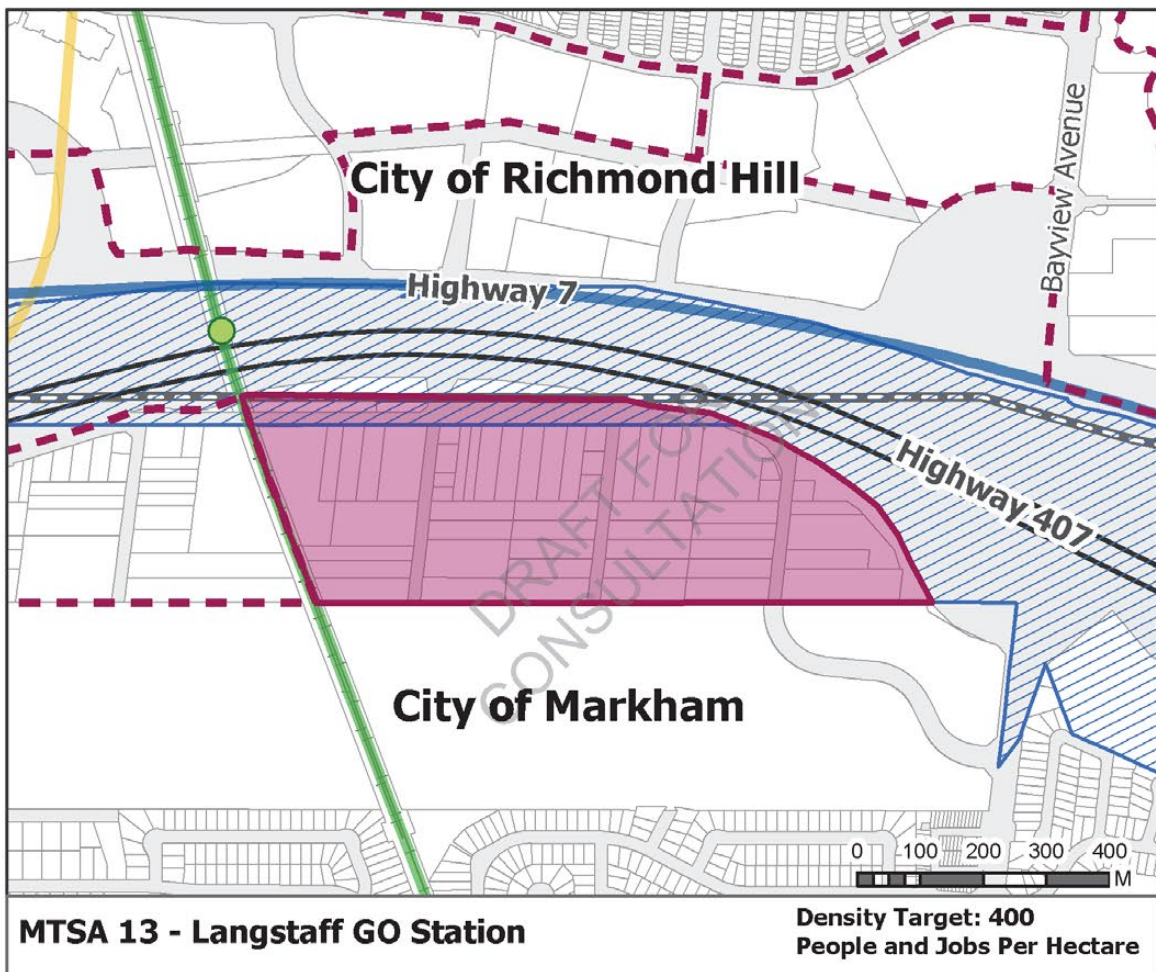 City of Richmond Hill
Bayview Avenue
Highway 7
Highway 407
DRAFT FOR
CONSULTATION
City of Markham
0 100 200 300 400
M
MTSA 13 - Langstaff GO Station
Density Target: 400
People and Jobs Per Hectare